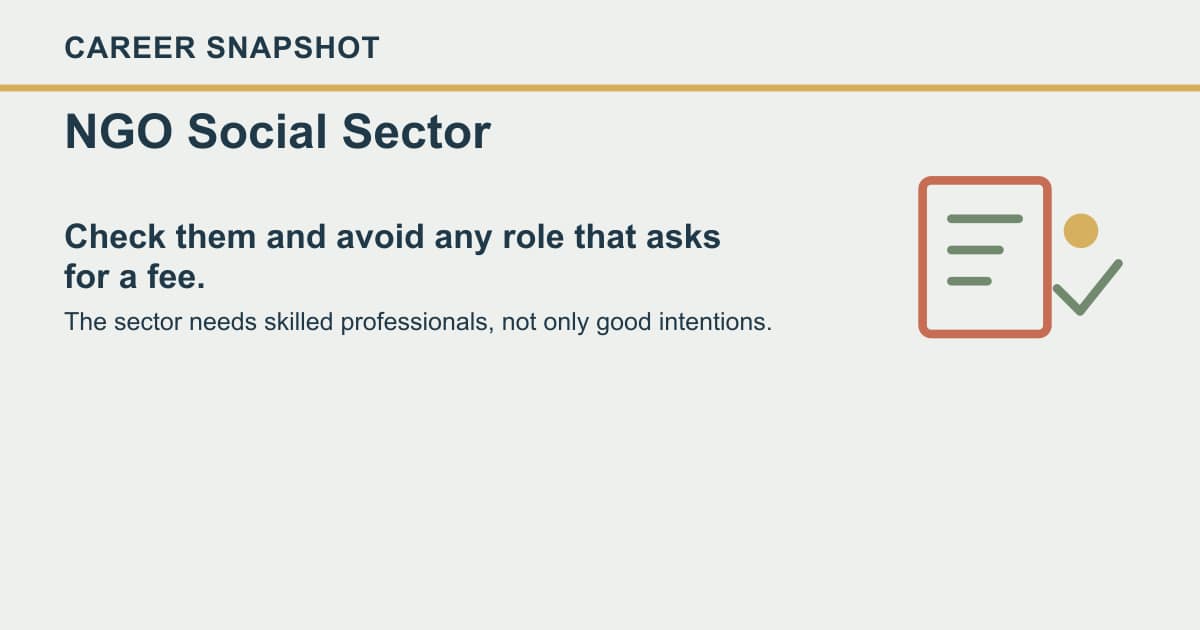 CAREER SNAPSHOT
NGO Social Sector
Check them and avoid any role that asks
for a fee.
The sector needs skilled professionals, not only good intentions.